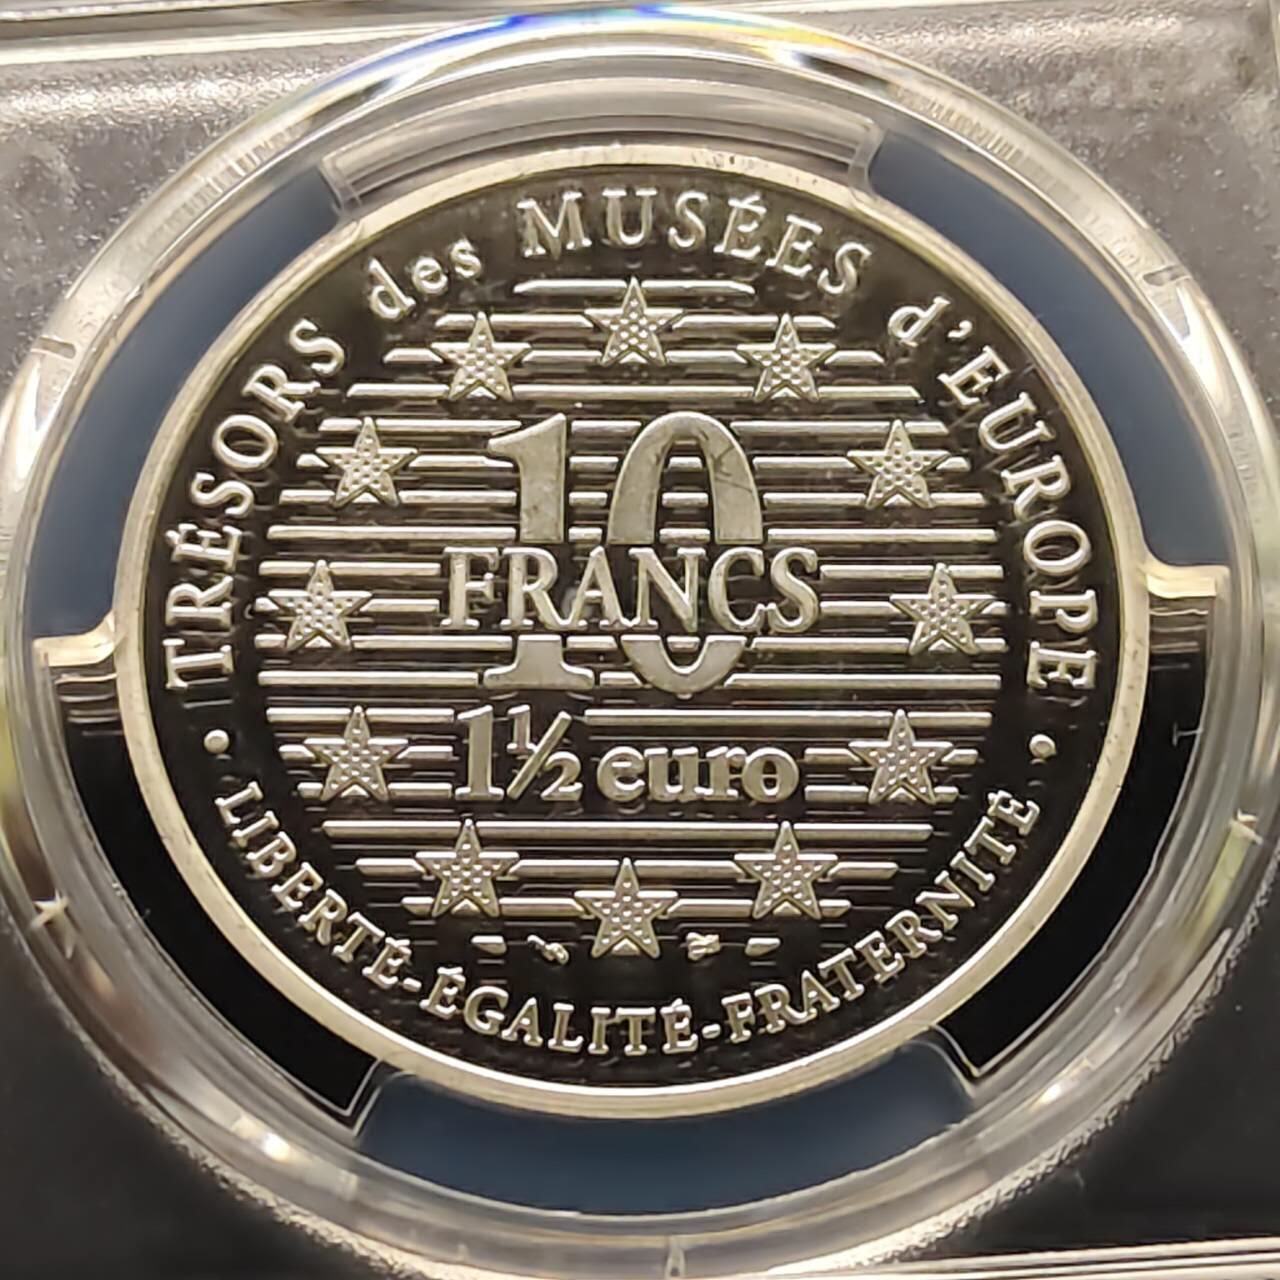 TRÉSORS des MUSÉES d'EUROPE
10
FRANCS
1½ euro
• LIBERTÉ-ÉGALITÉ-FRATERNITÉ •